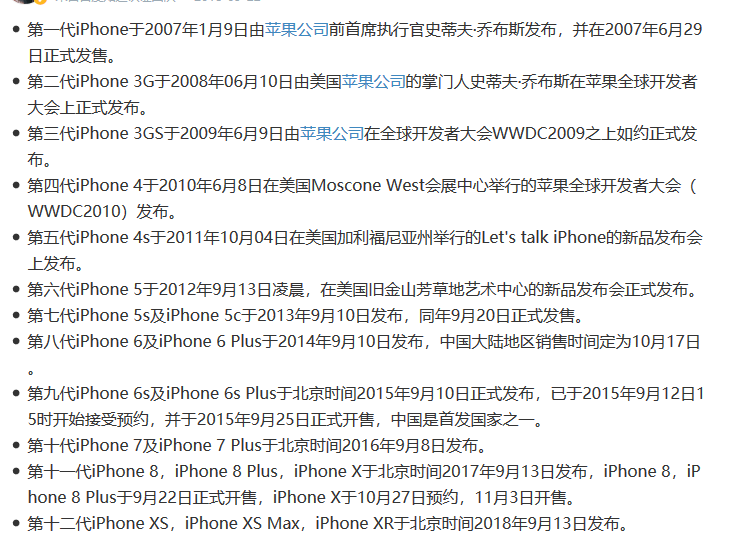 第一代iPhone于2007年1月9日由苹果公司前首席执行官史蒂夫·乔布斯发布，并在2007年6月29
日正式发售。
第二代iPhone 3G于2008年06月10日由美国苹果公司的掌门人史蒂夫·乔布斯在苹果全球开发者
大会上正式发布。
第三代iPhone 3GS于2009年6月9日由苹果公司在全球开发者大会WWDC2009之上如约正式发
布。
第四代iPhone 4于2010年6月8日在美国Moscone West会展中心举行的苹果全球开发者大会（
WWDC2010）发布。
第五代iPhone 4s于2011年10月04日在美国加利福尼亚州举行的Let's talk iPhone的新品发布会
上发布。
第六代iPhone 5于2012年9月13日凌晨，在美国旧金山芳草地艺术中心的新品发布会正式发布。
第七代iPhone 5s及iPhone 5c于2013年9月10日发布，同年9月20日正式发售。
第八代iPhone 6及iPhone 6 Plus于2014年9月10日发布，中国大陆地区销售时间定为10月17日
。
第九代iPhone 6s及iPhone 6s Plus于北京时间2015年9月10日正式发布，已于2015年9月12日1
5时开始接受预约，并于2015年9月25日正式开售，中国是首发国家之一。
第十代iPhone 7及iPhone 7 Plus于北京时间2016年9月8日发布。
第十一代iPhone 8，iPhone 8 Plus，iPhone X于北京时间2017年9月13日发布，iPhone 8，iP
hone 8 Plus于9月22日正式开售，iPhone X于10月27日预约，11月3日开售。
第十二代iPhone XS，iPhone XS Max，iPhone XR于北京时间2018年9月13日发布。